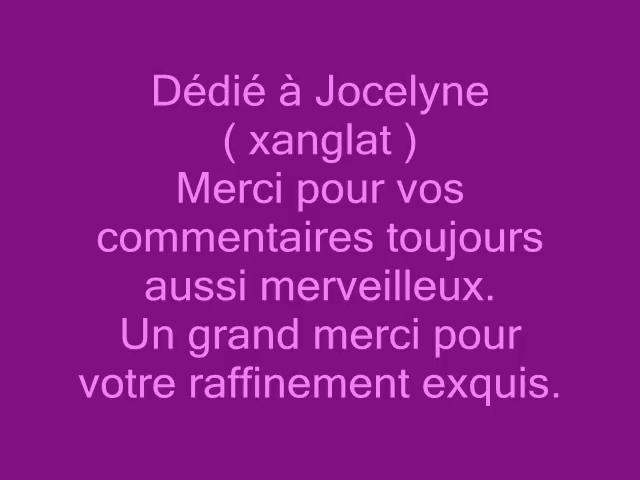 Dédié à Jocelyne
( xanglat )
Merci pour vos
commentaires toujours
aussi merveilleux.
Un grand merci pour
votre raffinement exquis.